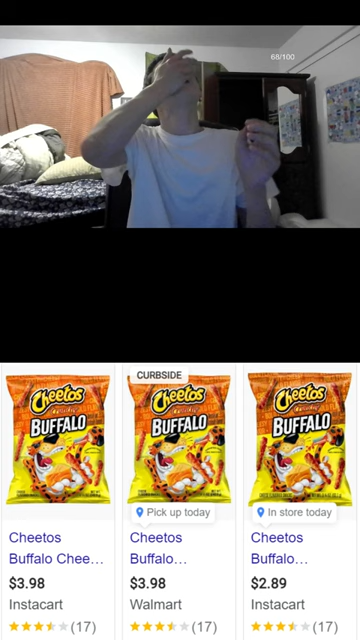 68/100
CURBSIDE
Cheetos
BUFFALO
Cheetos
BUFFALO
Cheetos
BUFFALO
Pick up today
In store today
Cheetos
Buffalo Chee…
$3.98
Instacart
(17)
Cheetos
Buffalo…
$3.98
Walmart
(17)
Cheetos
Buffalo…
$2.89
Instacart
(17)